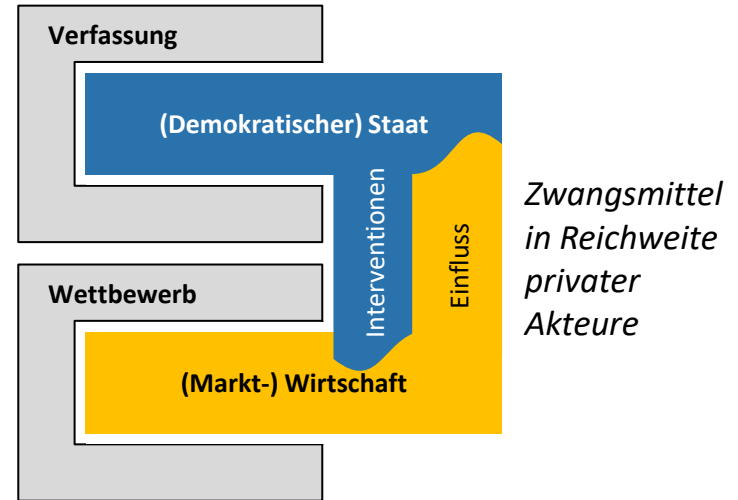 Verfassung
(Demokratischer) Staat
Interventionen
Einfluss
Zwangsmittel
in Reichweite
privater
Akteure
Wettbewerb
(Markt-) Wirtschaft